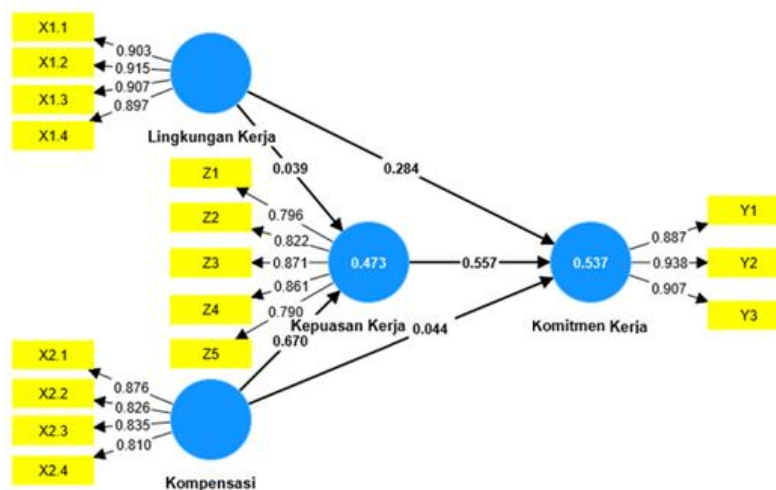 X1.1
0.903
X1.2
0.915
X1.3
0.907
X1.4
0.897
Lingkungan Kerja
0.039
0.284
Z1
0.796
Z2
0.822
Z3
0.871
Z4
0.861
Z5
0.790
0.473
Kepuasan Kerja
0.670
0.557
0.044
0.537
Komitmen Kerja
Y1
0.887
Y2
0.938
Y3
0.907
X2.1
0.876
X2.2
0.826
X2.3
0.835
X2.4
0.810
Kompensasi